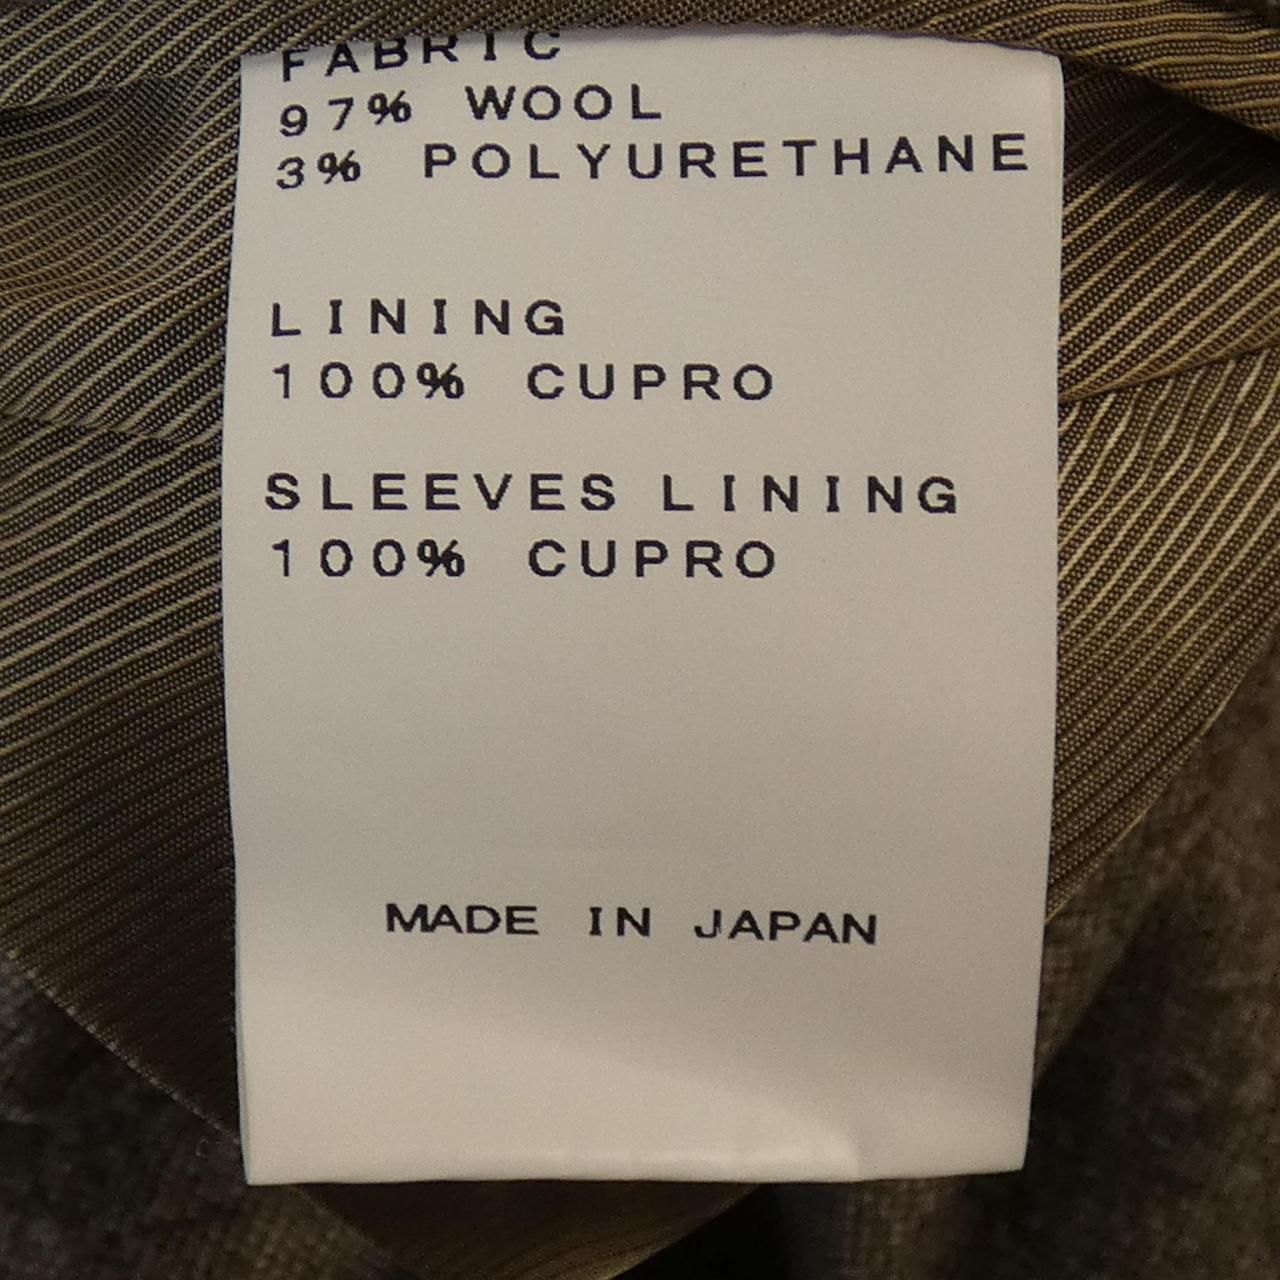 FABRIC
97% WOOL
3% POLYURETHANE
LINING
100% CUPRO
SLEEVES LINING
100% CUPRO
MADE IN JAPAN